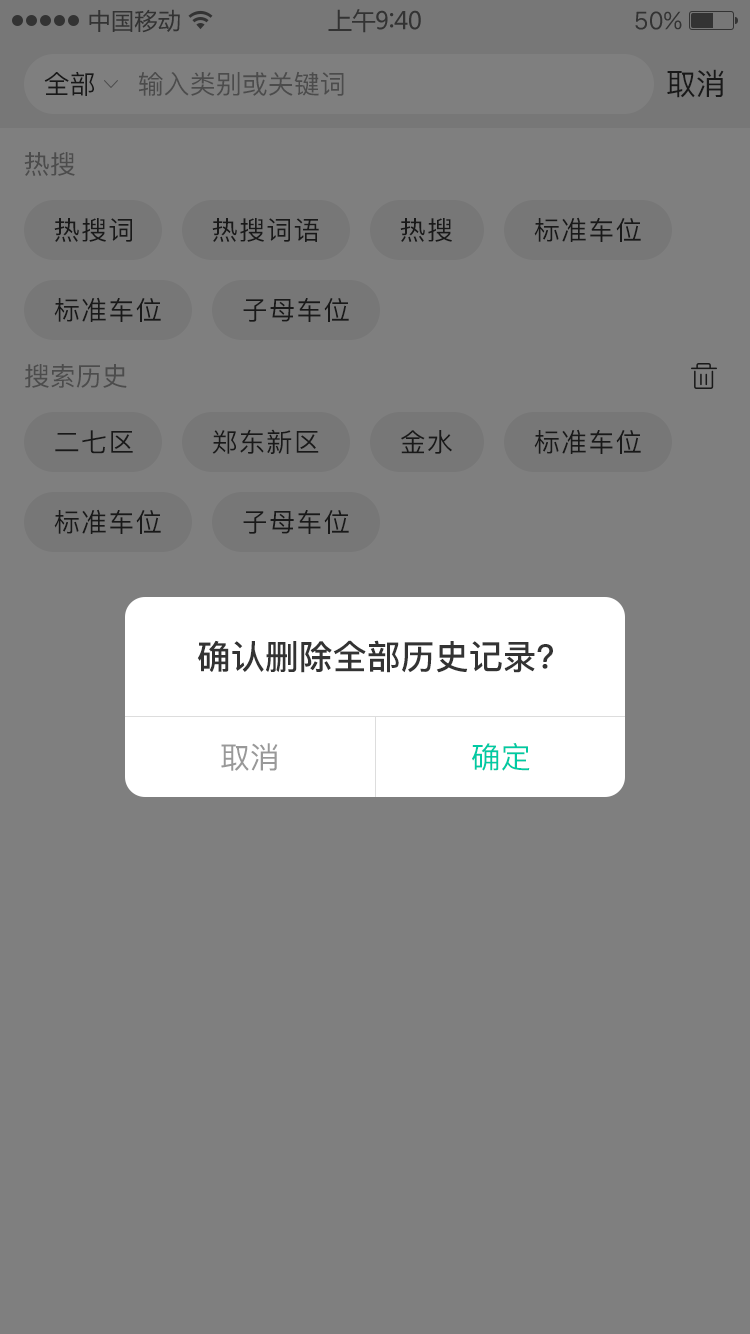 中国移动 上午9:40 50%
全部 输入类别或关键词 取消
热搜
热搜词 热搜词语 热搜 标准车位
标准车位 子母车位
搜索历史
二七区 郑东新区 金水 标准车位
标准车位 子母车位
确认删除全部历史记录?
取消 确定